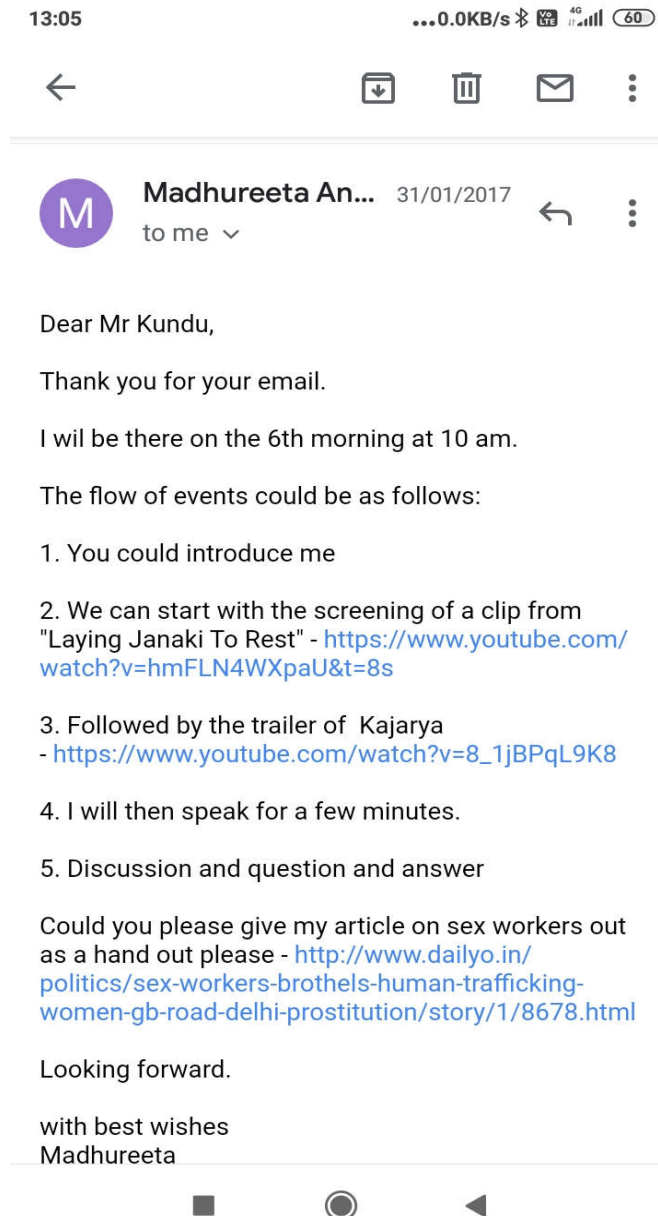 13:05
...0.0KB/s Vo LTE 4G 60
M
Madhureeta An... 31/01/2017
to me
Dear Mr Kundu,
Thank you for your email.
I wil be there on the 6th morning at 10 am.
The flow of events could be as follows:
1. You could introduce me
2. We can start with the screening of a clip from
"Laying Janaki To Rest" - https://www.youtube.com/
watch?v=hmFLN4WXpaU&t=8s
3. Followed by the trailer of  Kajarya
- https://www.youtube.com/watch?v=8_1jBPqL9K8
4. I will then speak for a few minutes.
5. Discussion and question and answer
Could you please give my article on sex workers out
as a hand out please - http://www.dailyo.in/
politics/sex-workers-brothels-human-trafficking-
women-gb-road-delhi-prostitution/story/1/8678.html
Looking forward.
with best wishes
Madhureeta